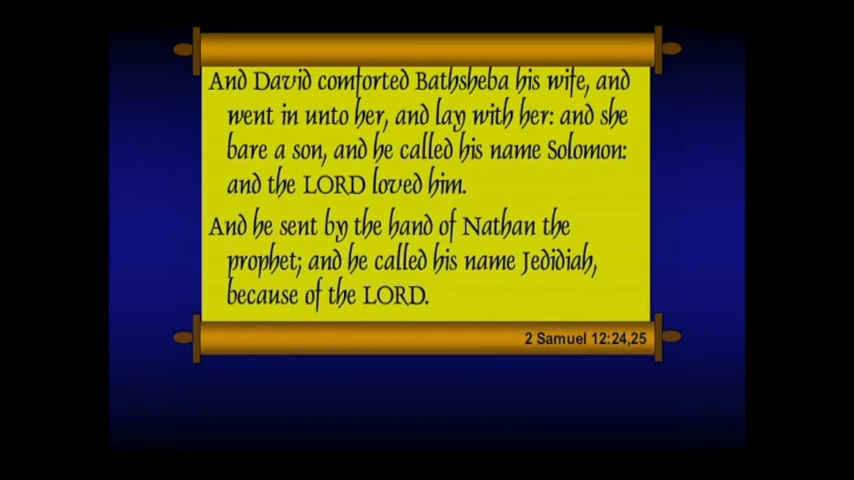 And David comforted Bathsheba his wife, and
went in unto her, and lay with her: and she
bare a son, and he called his name Solomon:
and the LORD loved him.
And he sent by the hand of Nathan the
prophet; and he called his name Jedidiah,
because of the LORD.
2 Samuel 12:24,25